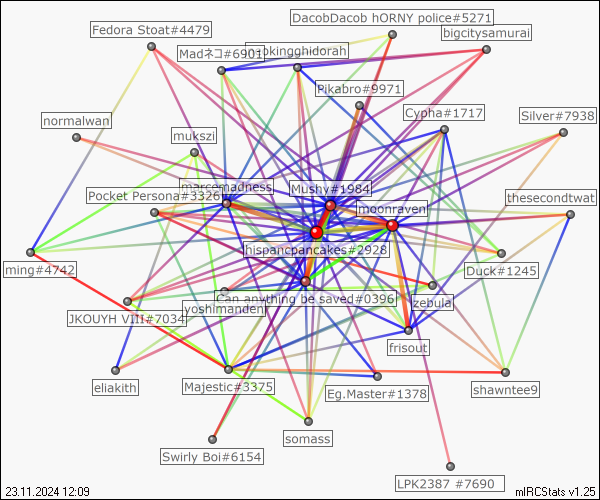 DacobDacob hORNY police#5271
Fedora Stoat#4479
bigcitysamurai
Madネコ#6901
okingghidorah
Pikabro#9971
Cypha#1717
Silver#7938
normalwan
mukszi
marcemadness
Mushy#1984
Pocket Persona#3326
thesecondtwat
moonraven
hispancpancakes#2928
ming#4742
Duck#1245
Can anything be saved#0396
zebula
yoshimanden
JKOUYH VIII#7034
frisout
eliakith
Majestic#3375
Eg.Master#1378
shawntee9
somass
Swirly Boi#6154
LPK2387 #7690
23.11.2024 12:09
mIRCStats v1.25